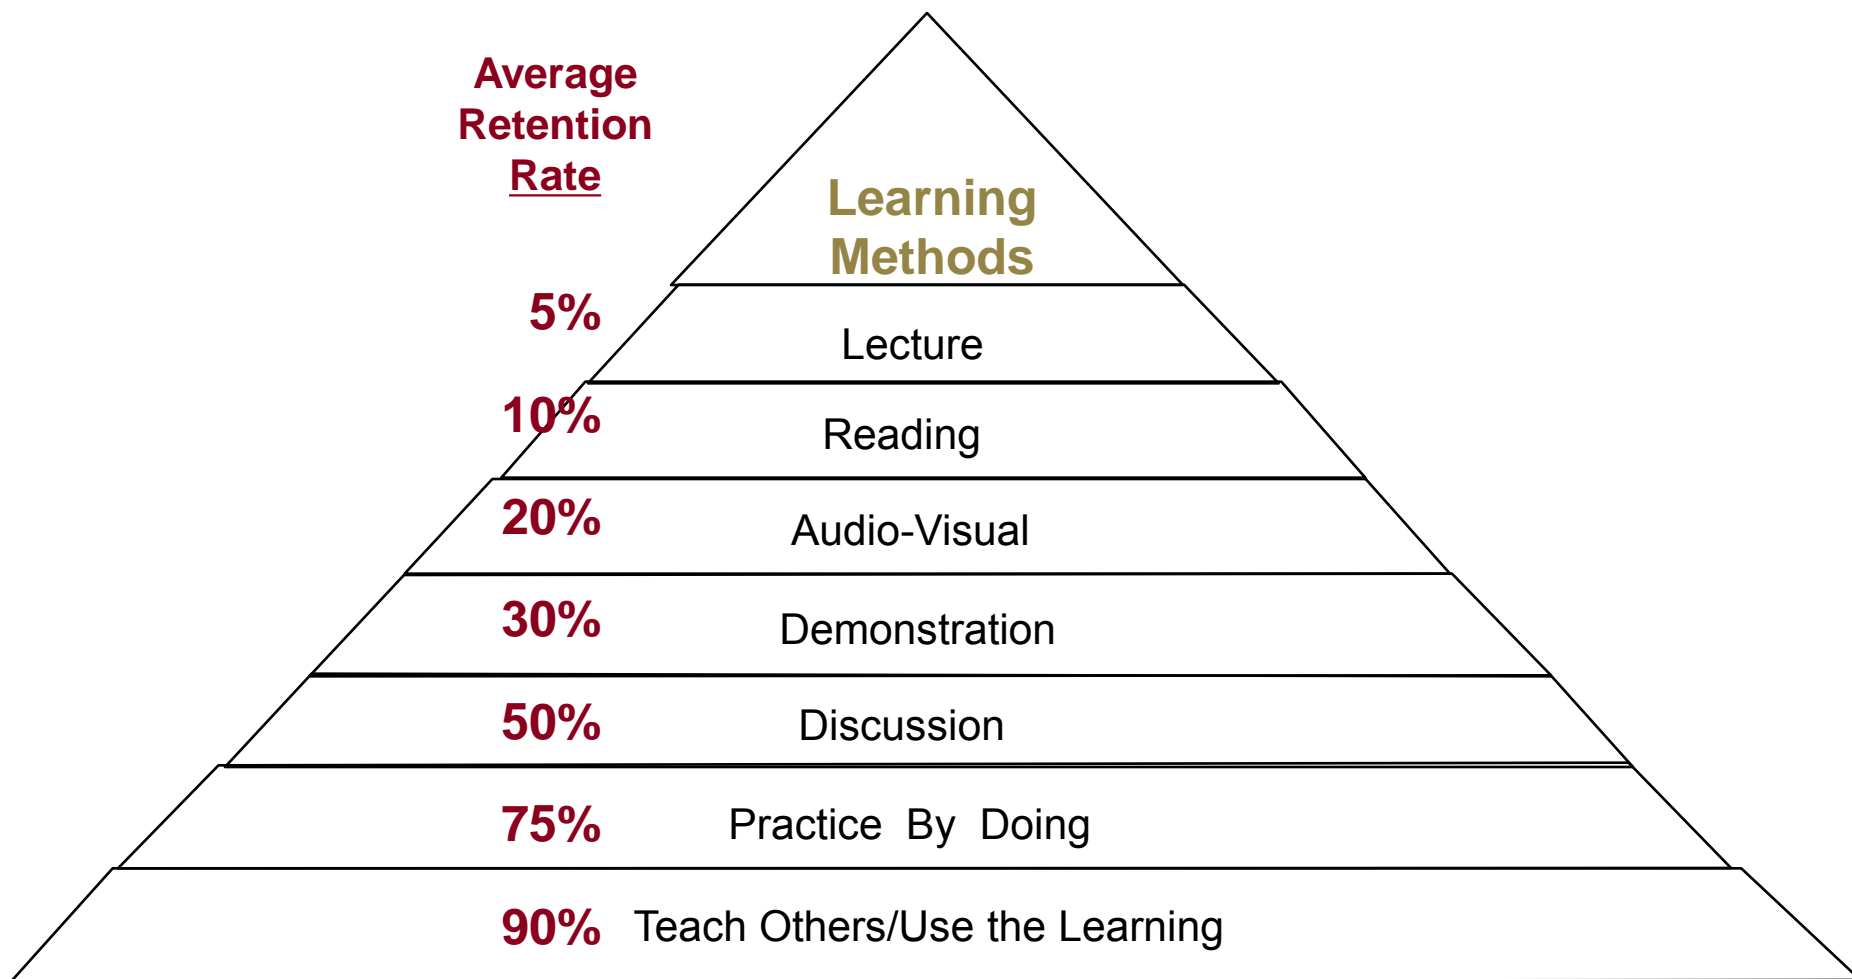 Average
Retention
Rate
Learning
Methods
5%
Lecture
10%
Reading
20%
Audio-Visual
30%
Demonstration
50%
Discussion
75%
Practice By Doing
90%
Teach Others/Use the Learning